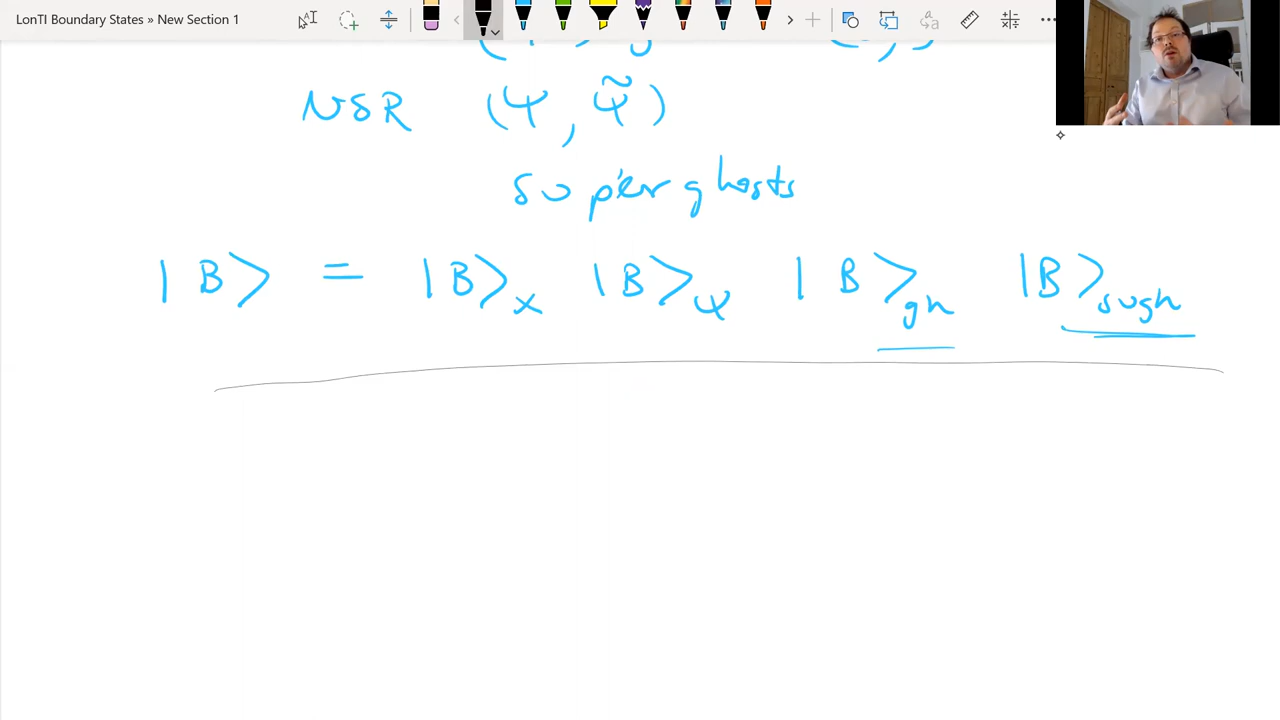 LonTI Boundary States » New Section 1
NSR (ψ, ψ̃)
superghosts
|B> = |B>x |B>ψ |B>gh |B>sugh